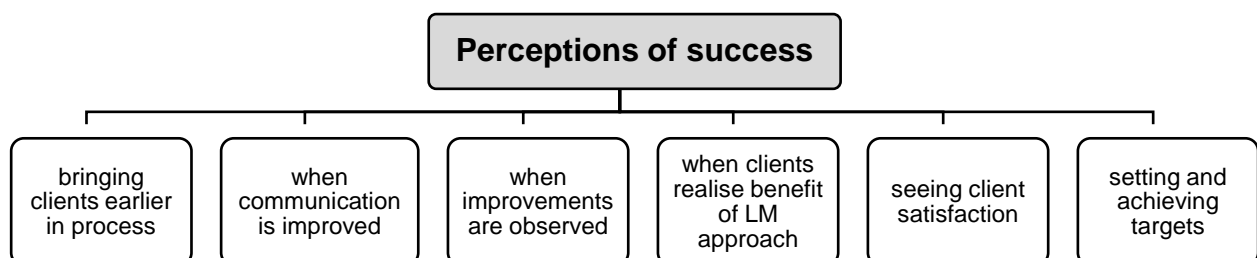 Perceptions of success
bringing
clients earlier
in process
when
communication
is improved
when
improvements
are observed
when clients
realise benefit
of LM
approach
seeing client
satisfaction
setting and
achieving
targets